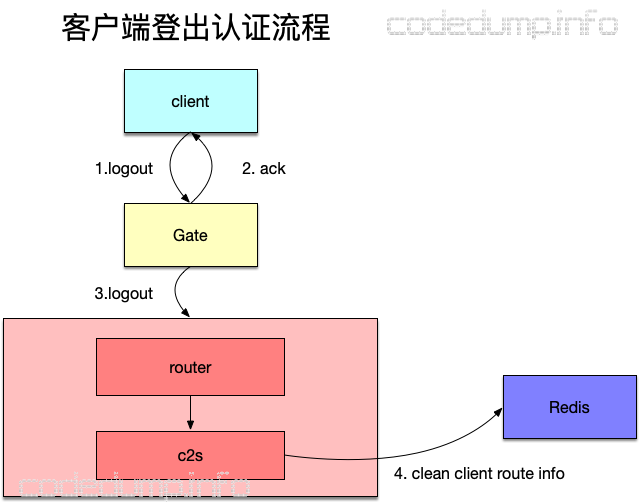 客户端登出认证流程
codedump.info
client
1.logout
2. ack
Gate
3.logout
router
c2s
Redis
4. clean client route info
codedump.info